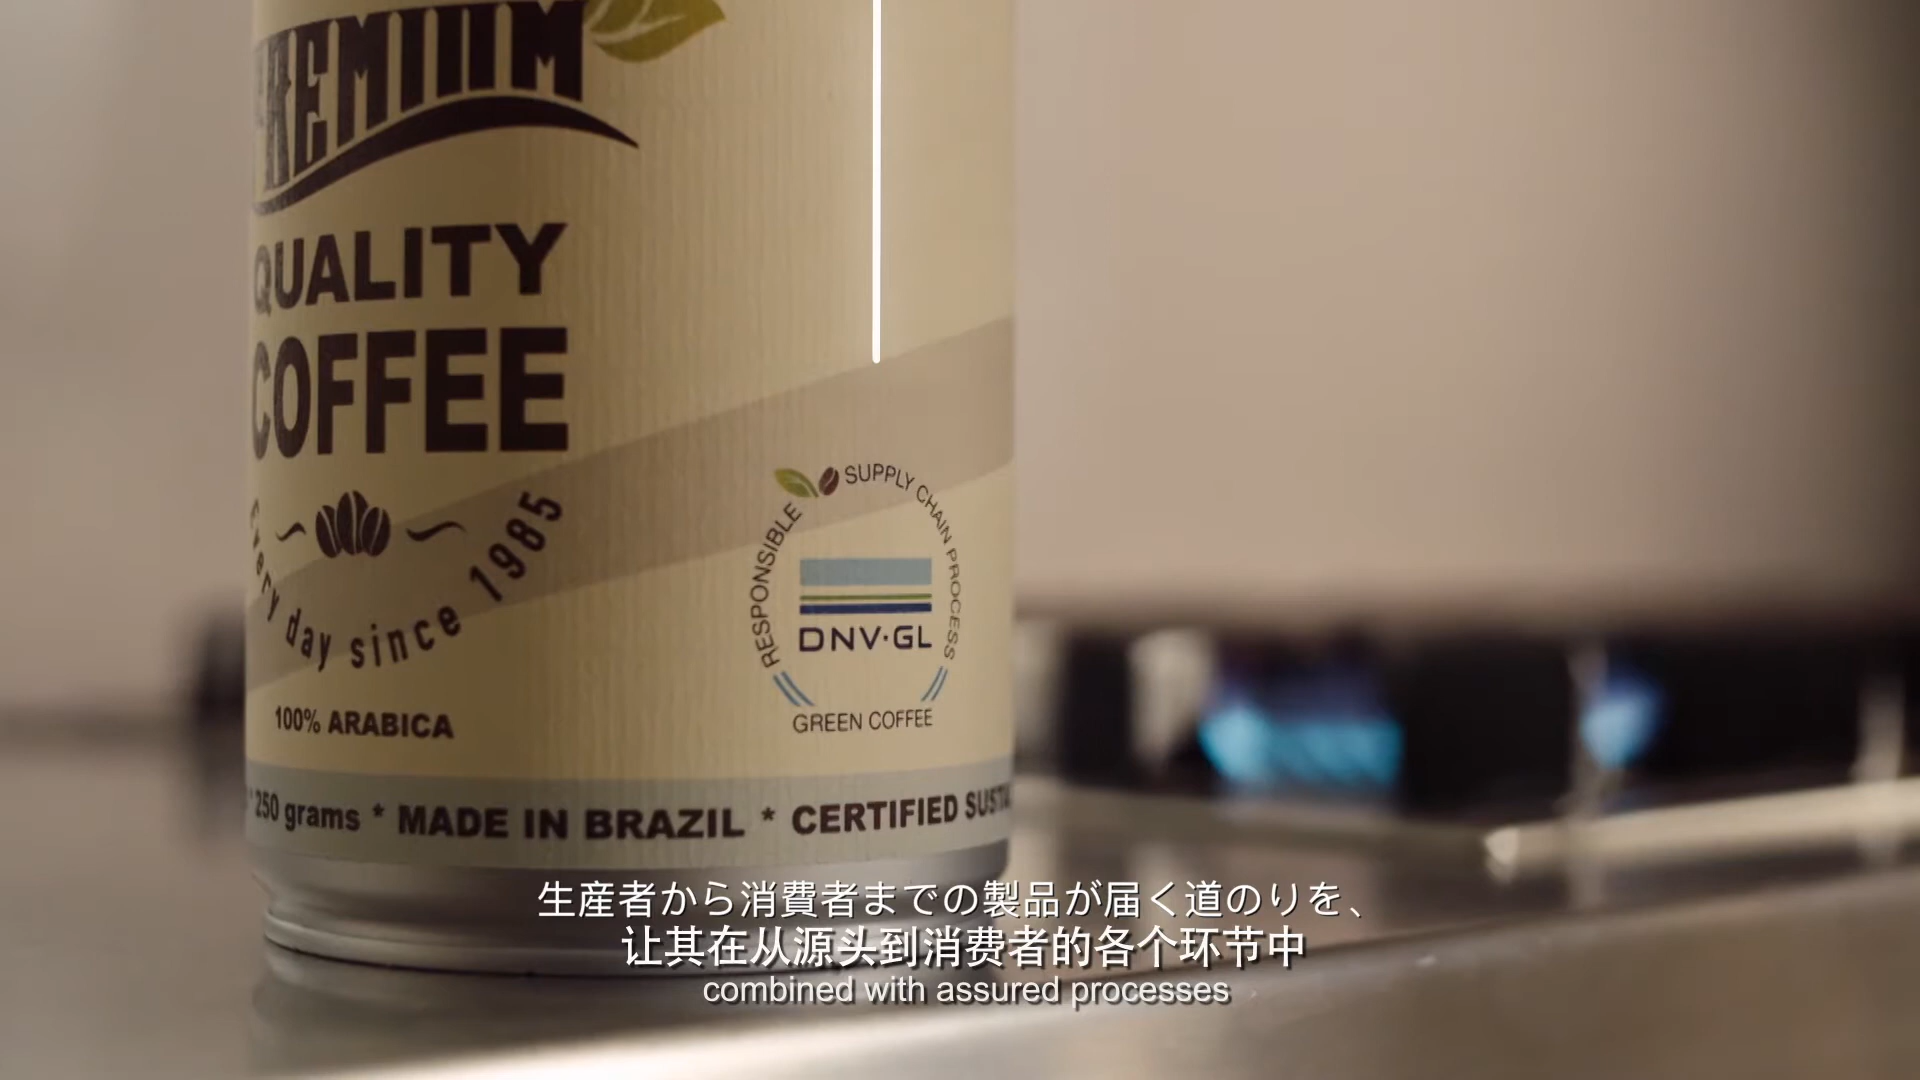 PREMIUM
QUALITY
COFFEE
Every day since 1985
100% ARABICA
RESPONSIBLE SUPPLY CHAIN PROCESS
DNV·GL
GREEN COFFEE
* 250 grams * MADE IN BRAZIL * CERTIFIED
生産者から消費者までの製品が届く道のりを、
让其在从源头到消费者的各个环节中
combined with assured processes